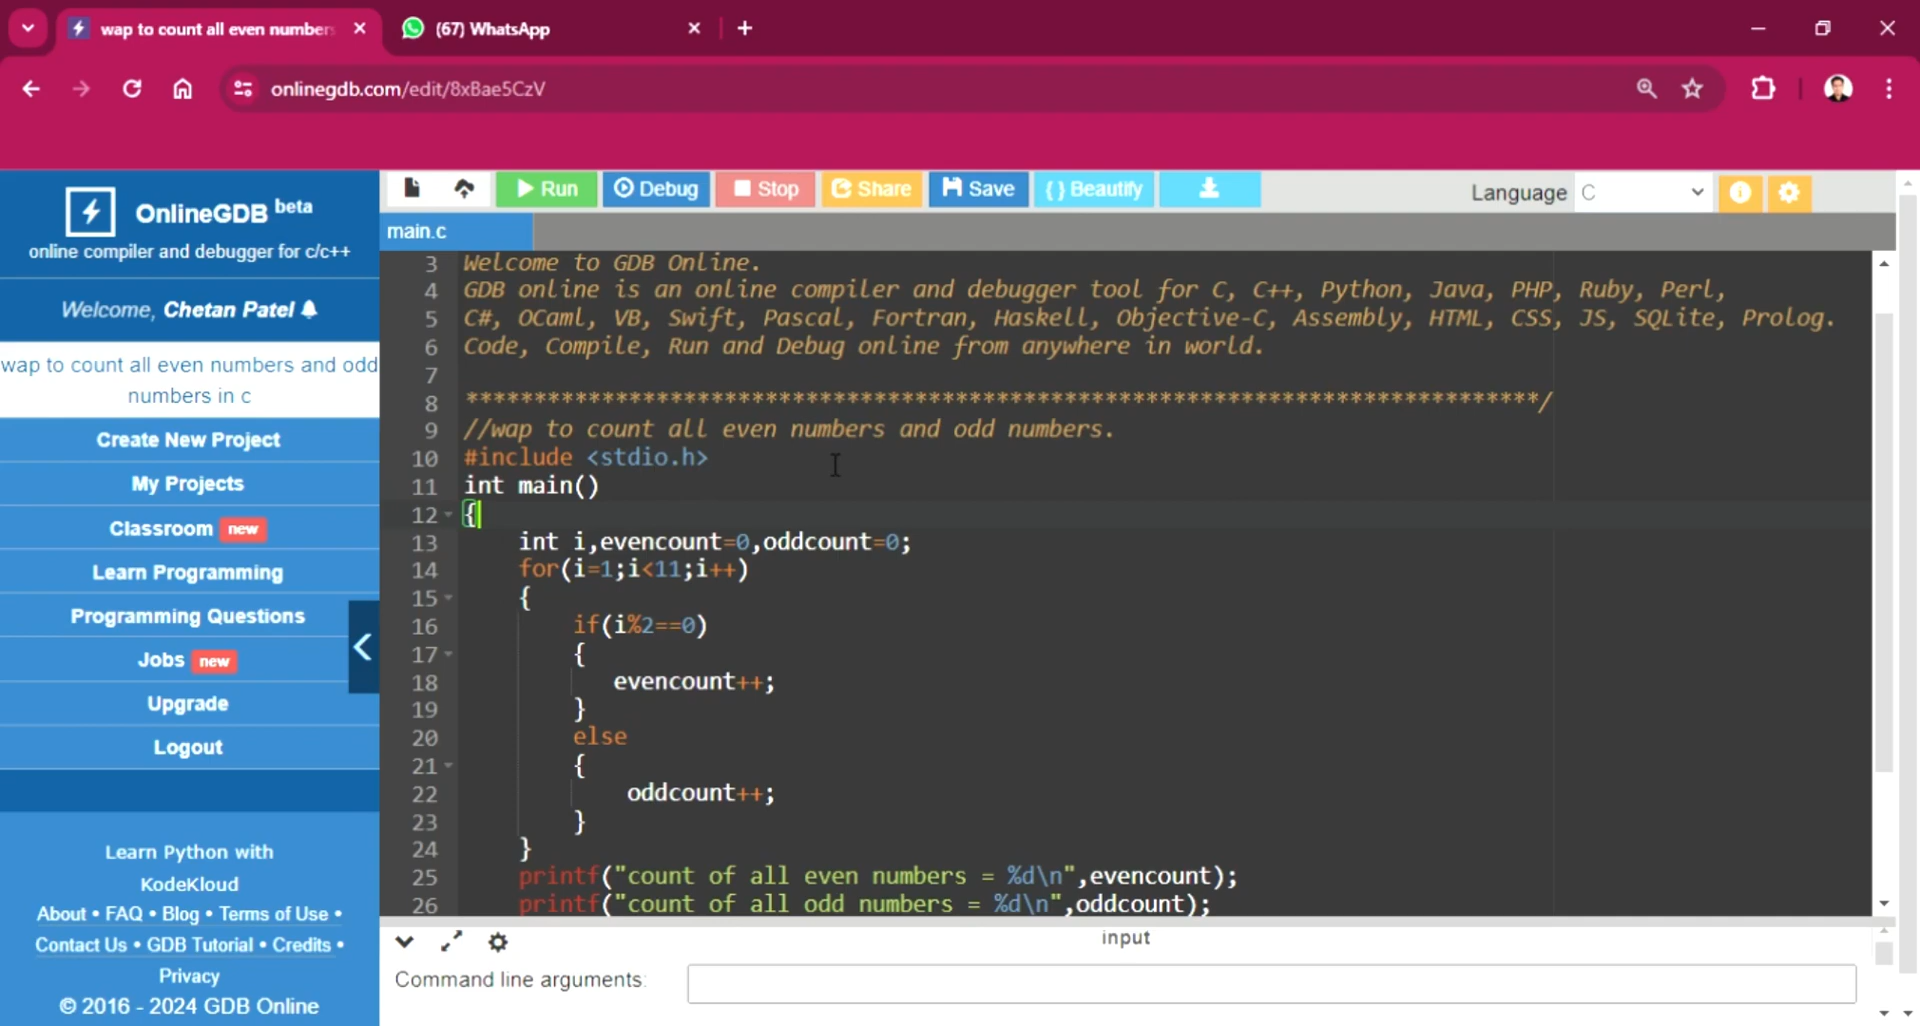 wap to count all even number
(67) WhatsApp
onlinegdb.com/edit/8xBae5CzV
OnlineGDB beta
online compiler and debugger for c/c++
Welcome, Chetan Patel
wap to count all even numbers and odd
numbers in c
Create New Project
My Projects
Classroom new
Learn Programming
Programming Questions
Jobs new
Upgrade
Logout
Learn Python with
KodeKloud
About • FAQ • Blog • Terms of Use •
Contact Us • GDB Tutorial • Credits •
Privacy
© 2016 - 2024 GDB Online
Run Debug Stop Share Save { } Beautify
Language C
main.c
3 Welcome to GDB Online.
4 GDB online is an online compiler and debugger tool for C, C++, Python, Java, PHP, Ruby, Perl,
5 C#, OCaml, VB, Swift, Pascal, Fortran, Haskell, Objective-C, Assembly, HTML, CSS, JS, SQLite, Prolog.
6 Code, Compile, Run and Debug online from anywhere in world.
7
8 *******************************************************************************/
9 //wap to count all even numbers and odd numbers.
10 #include <stdio.h>
11 int main()
12 {
13     int i,evencount=0,oddcount=0;
14     for(i=1;i<11;i++)
15     {
16         if(i%2==0)
17         {
18            evencount++;
19         }
20         else
21         {
22             oddcount++;
23         }
24     }
25     printf("count of all even numbers = %d\n",evencount);
26     printf("count of all odd numbers = %d\n",oddcount);
input
Command line arguments: